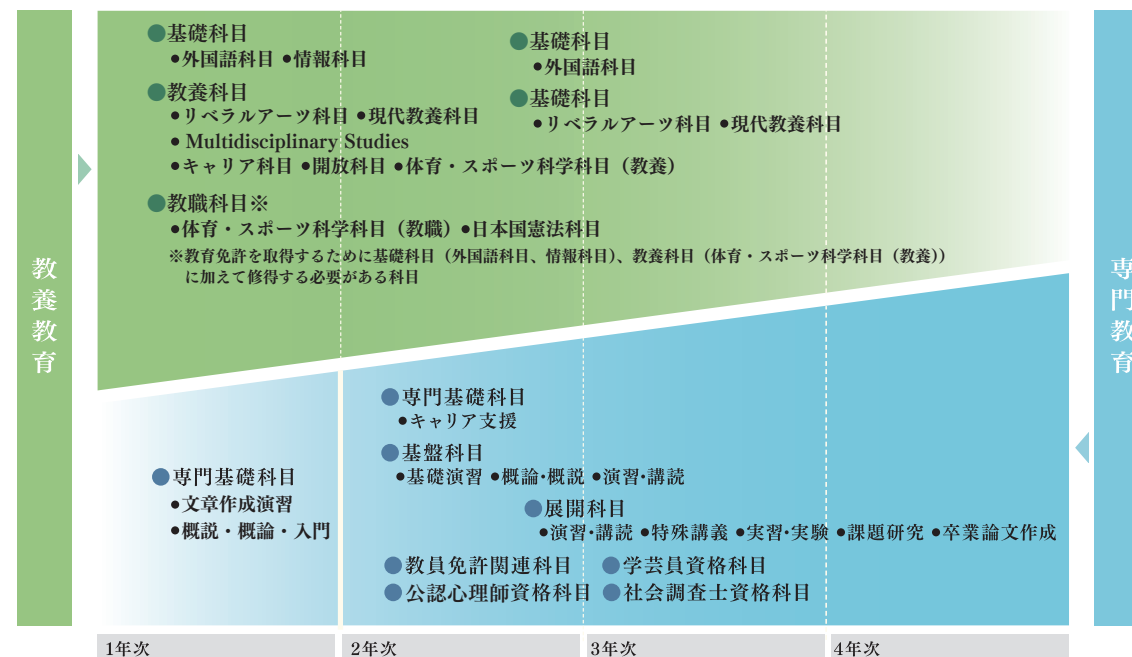 教養教育
●基礎科目
●外国語科目 ●情報科目
●教養科目
●リベラルアーツ科目 ●現代教養科目
● Multidisciplinary Studies
●キャリア科目 ●開放科目 ●体育・スポーツ科学科目（教養）
●基礎科目
●外国語科目
●基礎科目
●リベラルアーツ科目 ●現代教養科目
●教職科目※
●体育・スポーツ科学科目（教職）●日本国憲法科目
※教育免許を取得するために基礎科目（外国語科目、情報科目）、教養科目（体育・スポーツ科学科目（教養））
に加えて修得する必要がある科目
●専門基礎科目
●文章作成演習
●概説・概論・入門
●専門基礎科目
●キャリア支援
●基盤科目
●基礎演習 ●概論・概説 ●演習・講読
●展開科目
●演習・講読 ●特殊講義 ●実習・実験 ●課題研究 ●卒業論文作成
●教員免許関連科目 ●学芸員資格科目
●公認心理師資格科目 ●社会調査士資格科目
専門教育
1年次
2年次
3年次
4年次